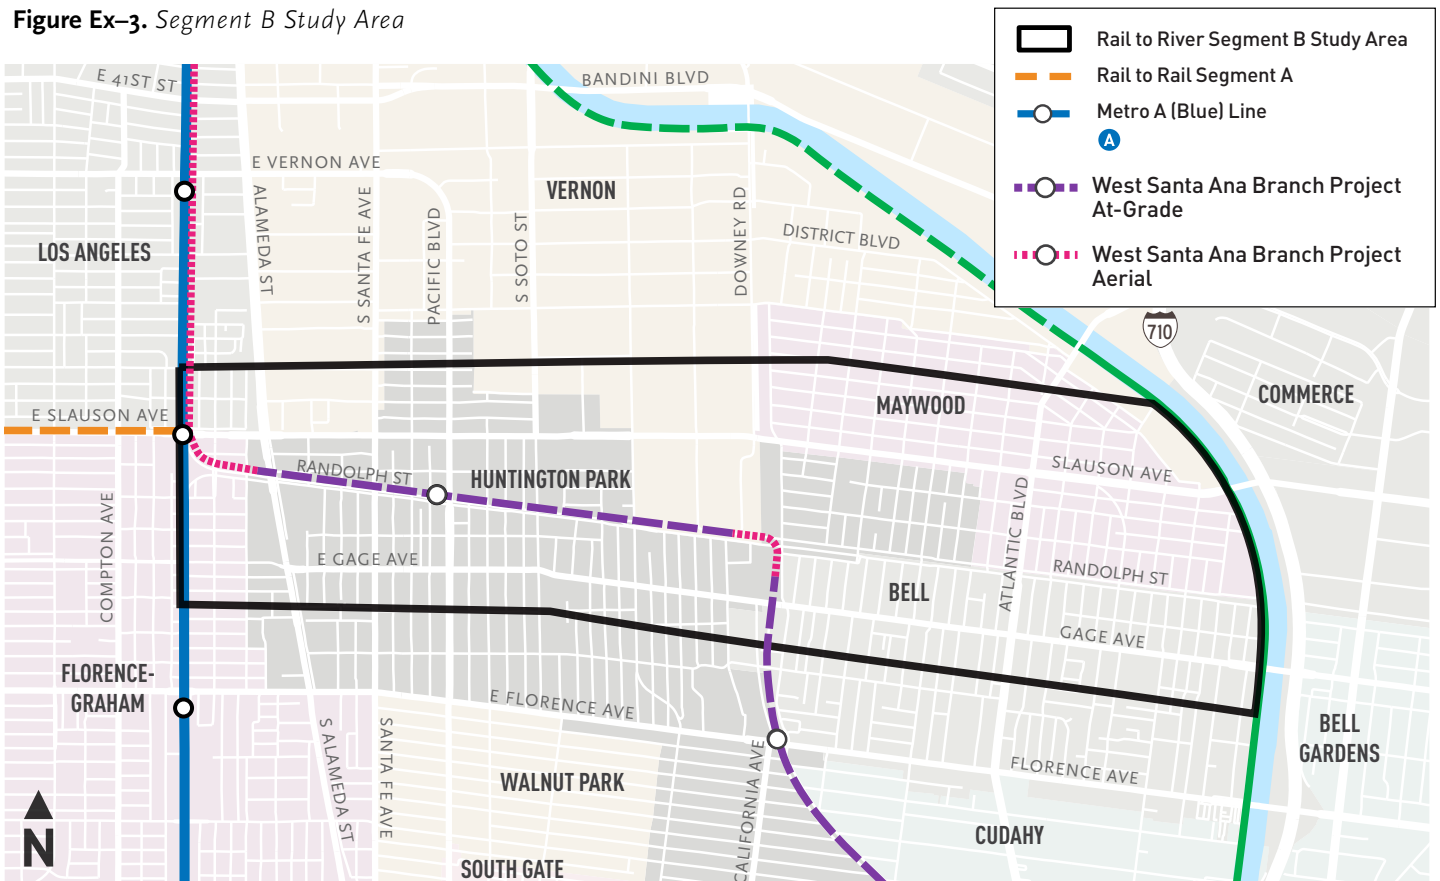 Figure Ex–3. Segment B Study Area
Rail to River Segment B Study Area
Rail to Rail Segment A
Metro A (Blue) Line
A
West Santa Ana Branch Project
At-Grade
West Santa Ana Branch Project
Aerial
E 41ST ST
BANDINI BLVD
E VERNON AVE
VERNON
ALAMEDA ST
S SANTA FE AVE
PACIFIC BLVD
S SOTO ST
DOWNEY RD
DISTRICT BLVD
LOS ANGELES
710
COMMERCE
MAYWOOD
E SLAUSON AVE
RANDOLPH ST
HUNTINGTON PARK
SLAUSON AVE
COMPTON AVE
ATLANTIC BLVD
E GAGE AVE
RANDOLPH ST
BELL
GAGE AVE
FLORENCE-
GRAHAM
E FLORENCE AVE
S ALAMEDA ST
SANTA FE AVE
CALIFORNIA AVE
BELL
GARDENS
FLORENCE AVE
WALNUT PARK
CUDAHY
N
SOUTH GATE